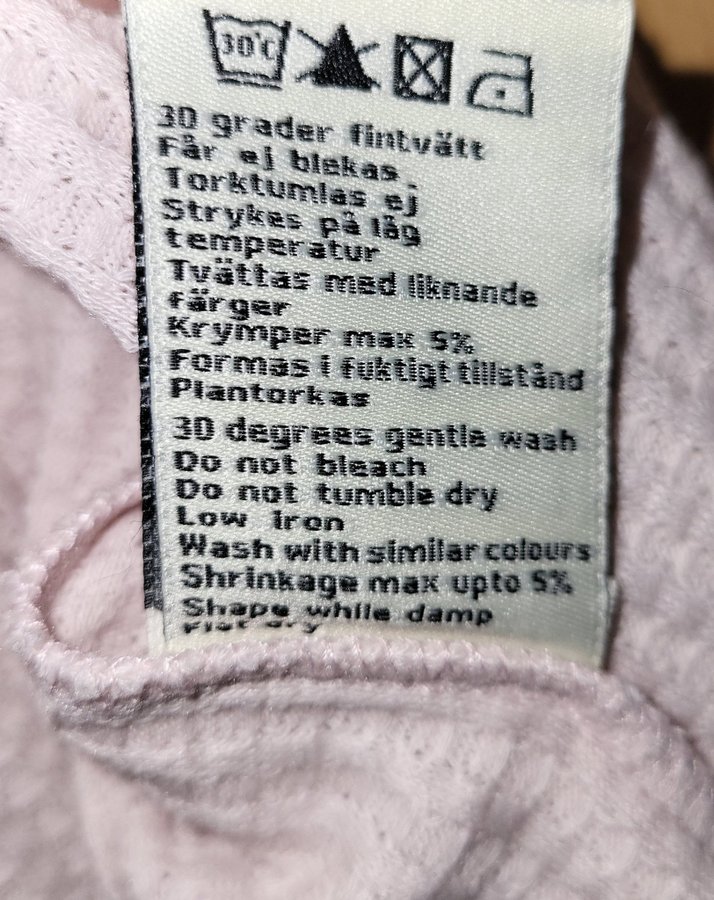 30°C
30 grader fintvätt
Får ej blekas.
Torktumlas ej
Strykes på låg
temperatur
Tvättas med liknande
färger
Krymper max 5%
Formas i fuktigt tillstånd
Plantorkas
30 degrees gentle wash
Do not bleach
Do not tumble dry
Low iron
Wash with similar colours
Shrinkage max upto 5%
Shape while damp
Flat dry